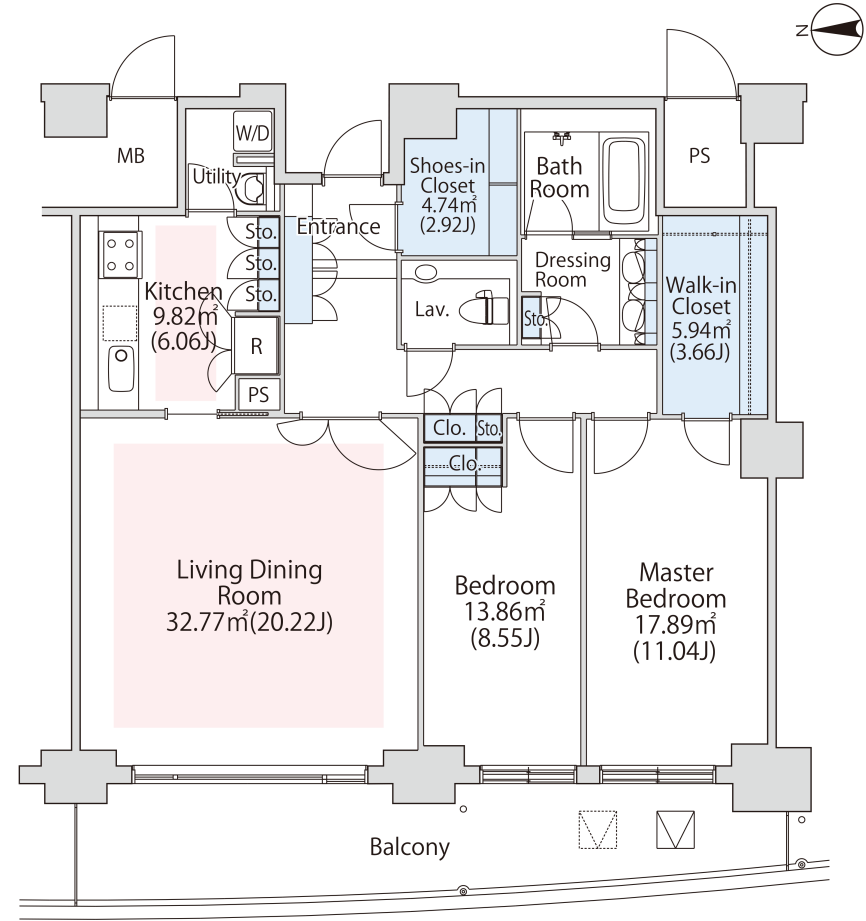 N
MB
W/D
Utility
Shoes-in
Closet
4.74㎡
(2.92J)
Bath
Room
PS
Sto.
Sto.
Sto.
Entrance
Kitchen
9.82㎡
(6.06J)
R
PS
Lav.
Dressing
Room
Sto.
Walk-in
Closet
5.94㎡
(3.66J)
Clo.
Sto.
Clo.
Living Dining
Room
32.77㎡(20.22J)
Bedroom
13.86㎡
(8.55J)
Master
Bedroom
17.89㎡
(11.04J)
Balcony